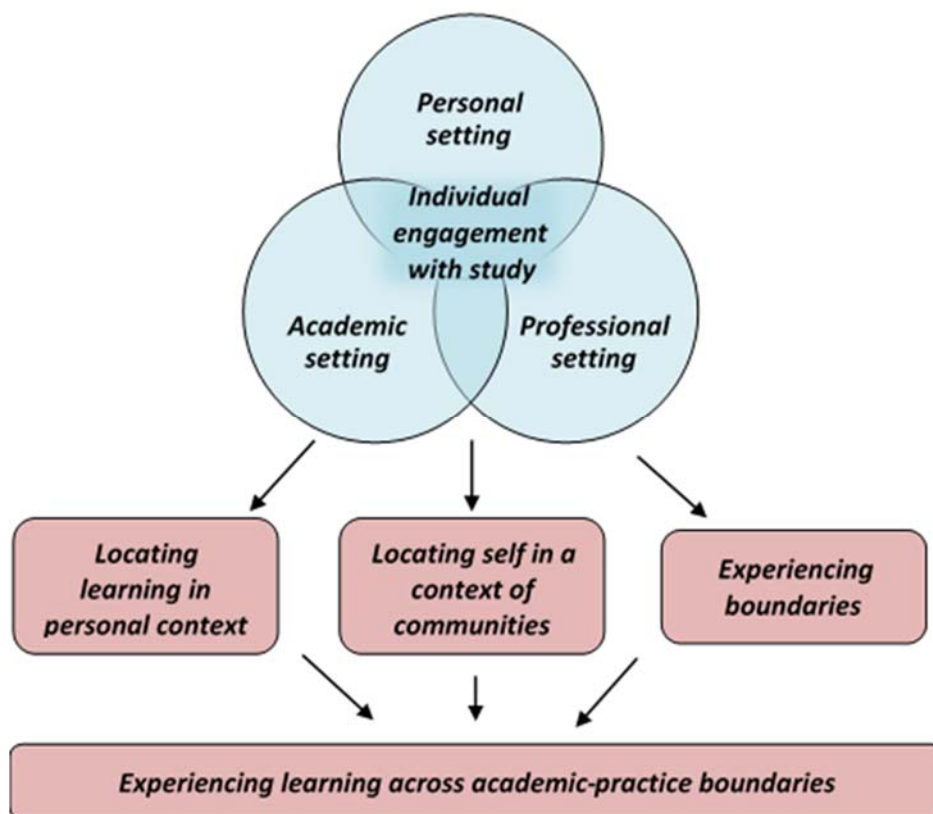 Personal
setting
Individual
engagement
with study
Academic
setting
Professional
setting
Locating
learning in
personal context
Locating self in a
context of
communities
Experiencing
boundaries
Experiencing learning across academic-practice boundaries